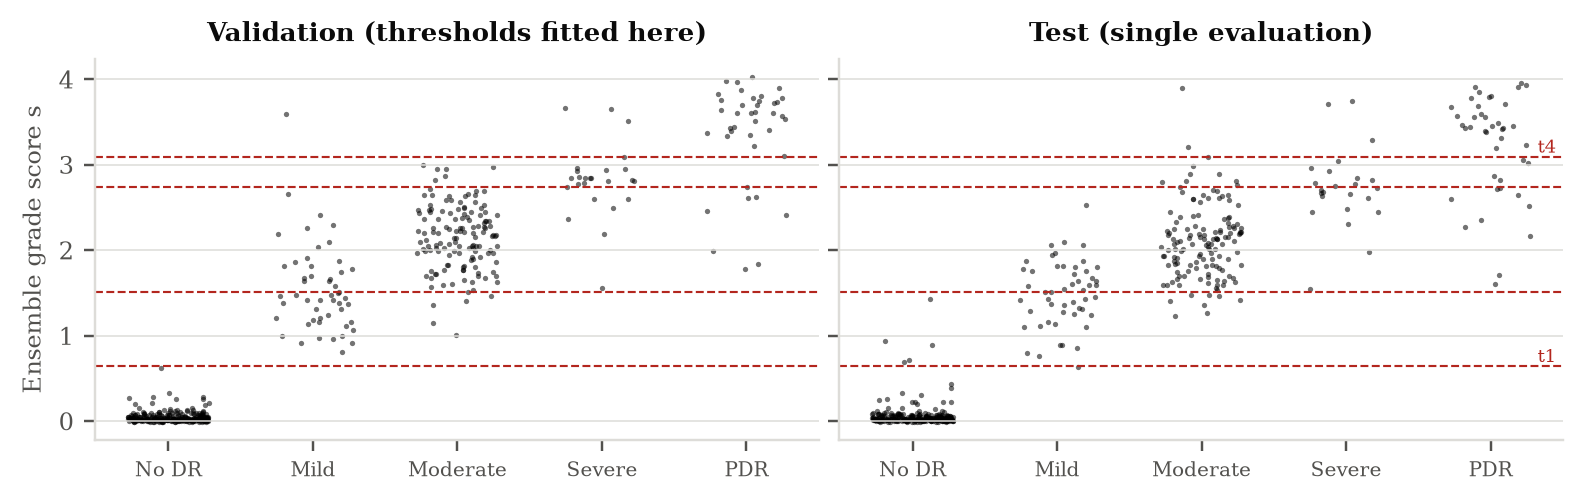 Validation (thresholds fitted here)
Test (single evaluation)
Ensemble grade score s
4
3
2
1
0
t4
t1
No DR
Mild
Moderate
Severe
PDR
No DR
Mild
Moderate
Severe
PDR